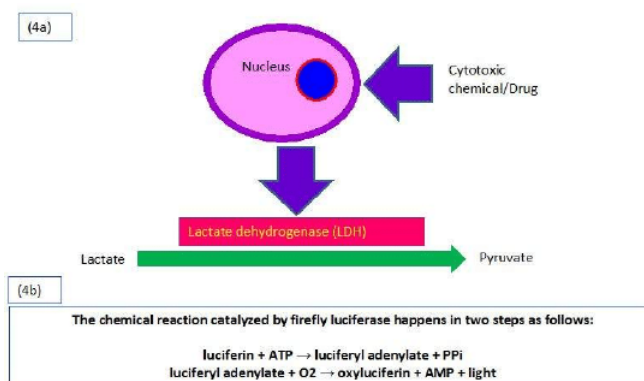 (4a)
Nucleus
Cytotoxic
chemical/Drug
Lactate dehydrogenase (LDH)
Lactate
Pyruvate
(4b)
The chemical reaction catalyzed by firefly luciferase happens in two steps as follows:
luciferin + ATP → luciferyl adenylate + PPi
luciferyl adenylate + O2 → oxyluciferin + AMP + light